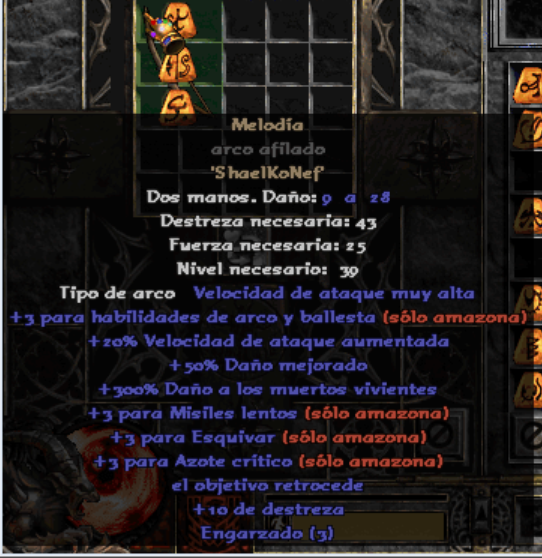 Melodía
arco afilado
'ShaelKoNef'
Dos manos. Daño: 9 a 28
Destreza necesaria: 43
Fuerza necesaria: 25
Nivel necesario: 39
Tipo de arco Velocidad de ataque muy alta
+3 para habilidades de arco y ballesta (sólo amazona)
+20% Velocidad de ataque aumentada
+50% Daño mejorado
+300% Daño a los muertos vivientes
+3 para Misiles lentos (sólo amazona)
+3 para Esquivar (sólo amazona)
+3 para Azote crítico (sólo amazona)
el objetivo retrocede
+10 de destreza
Engarzado (3)